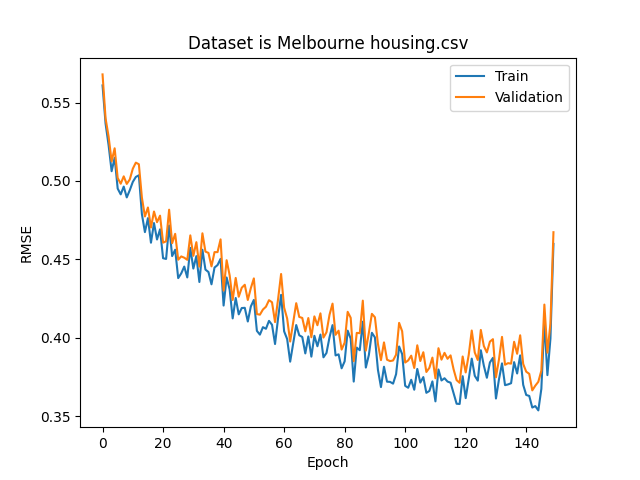 Dataset is Melbourne housing.csv
Train
Validation
RMSE
0.55
0.50
0.45
0.40
0.35
0 20 40 60 80 100 120 140
Epoch